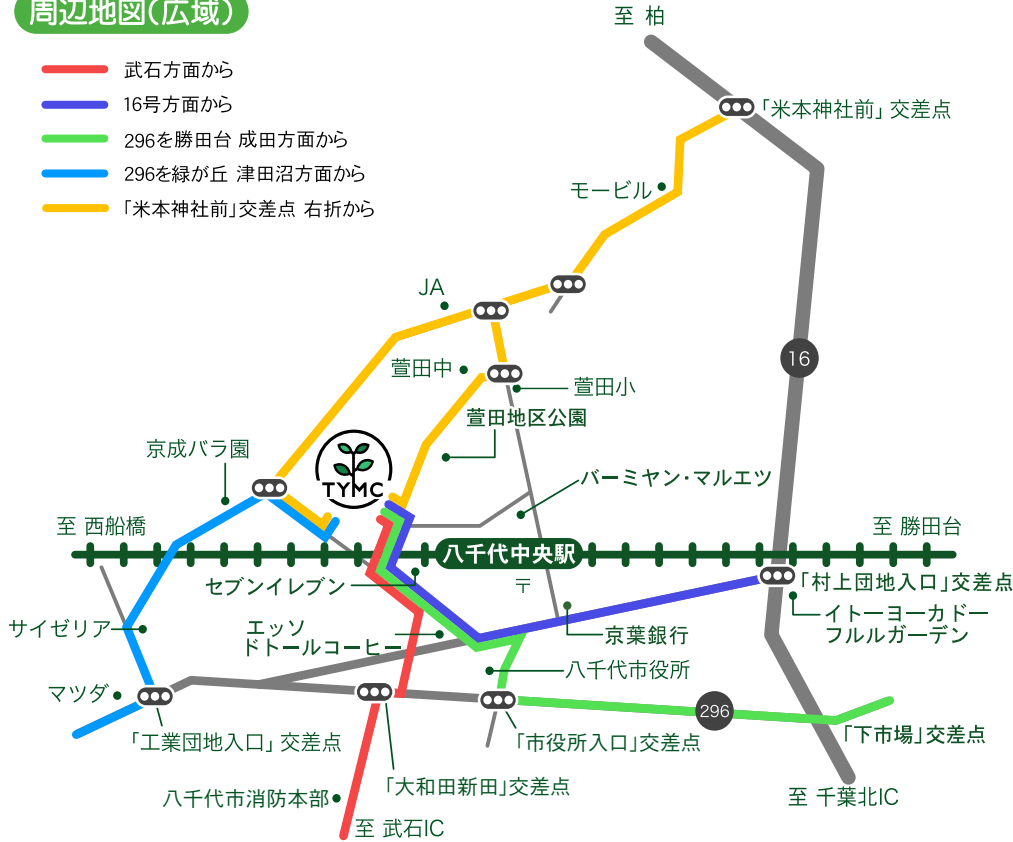 周辺地図(広域)
武石方面から
16号方面から
296を勝田台 成田方面から
296を緑が丘 津田沼方面から
「米本神社前」交差点 右折から
至 柏
「米本神社前」交差点
モービル
JA
16
萱田中
萱田小
萱田地区公園
京成バラ園
TYMC
バーミヤン・マルエツ
至 西船橋
至 勝田台
八千代中央駅
セブンイレブン
〒
「村上団地入口」交差点
イトーヨーカドー
フルルガーデン
サイゼリア
エッソ
ドトールコーヒー
京葉銀行
八千代市役所
マツダ
296
「工業団地入口」交差点
「市役所入口」交差点
「下市場」交差点
「大和田新田」交差点
八千代市消防本部
至 千葉北IC
至 武石IC